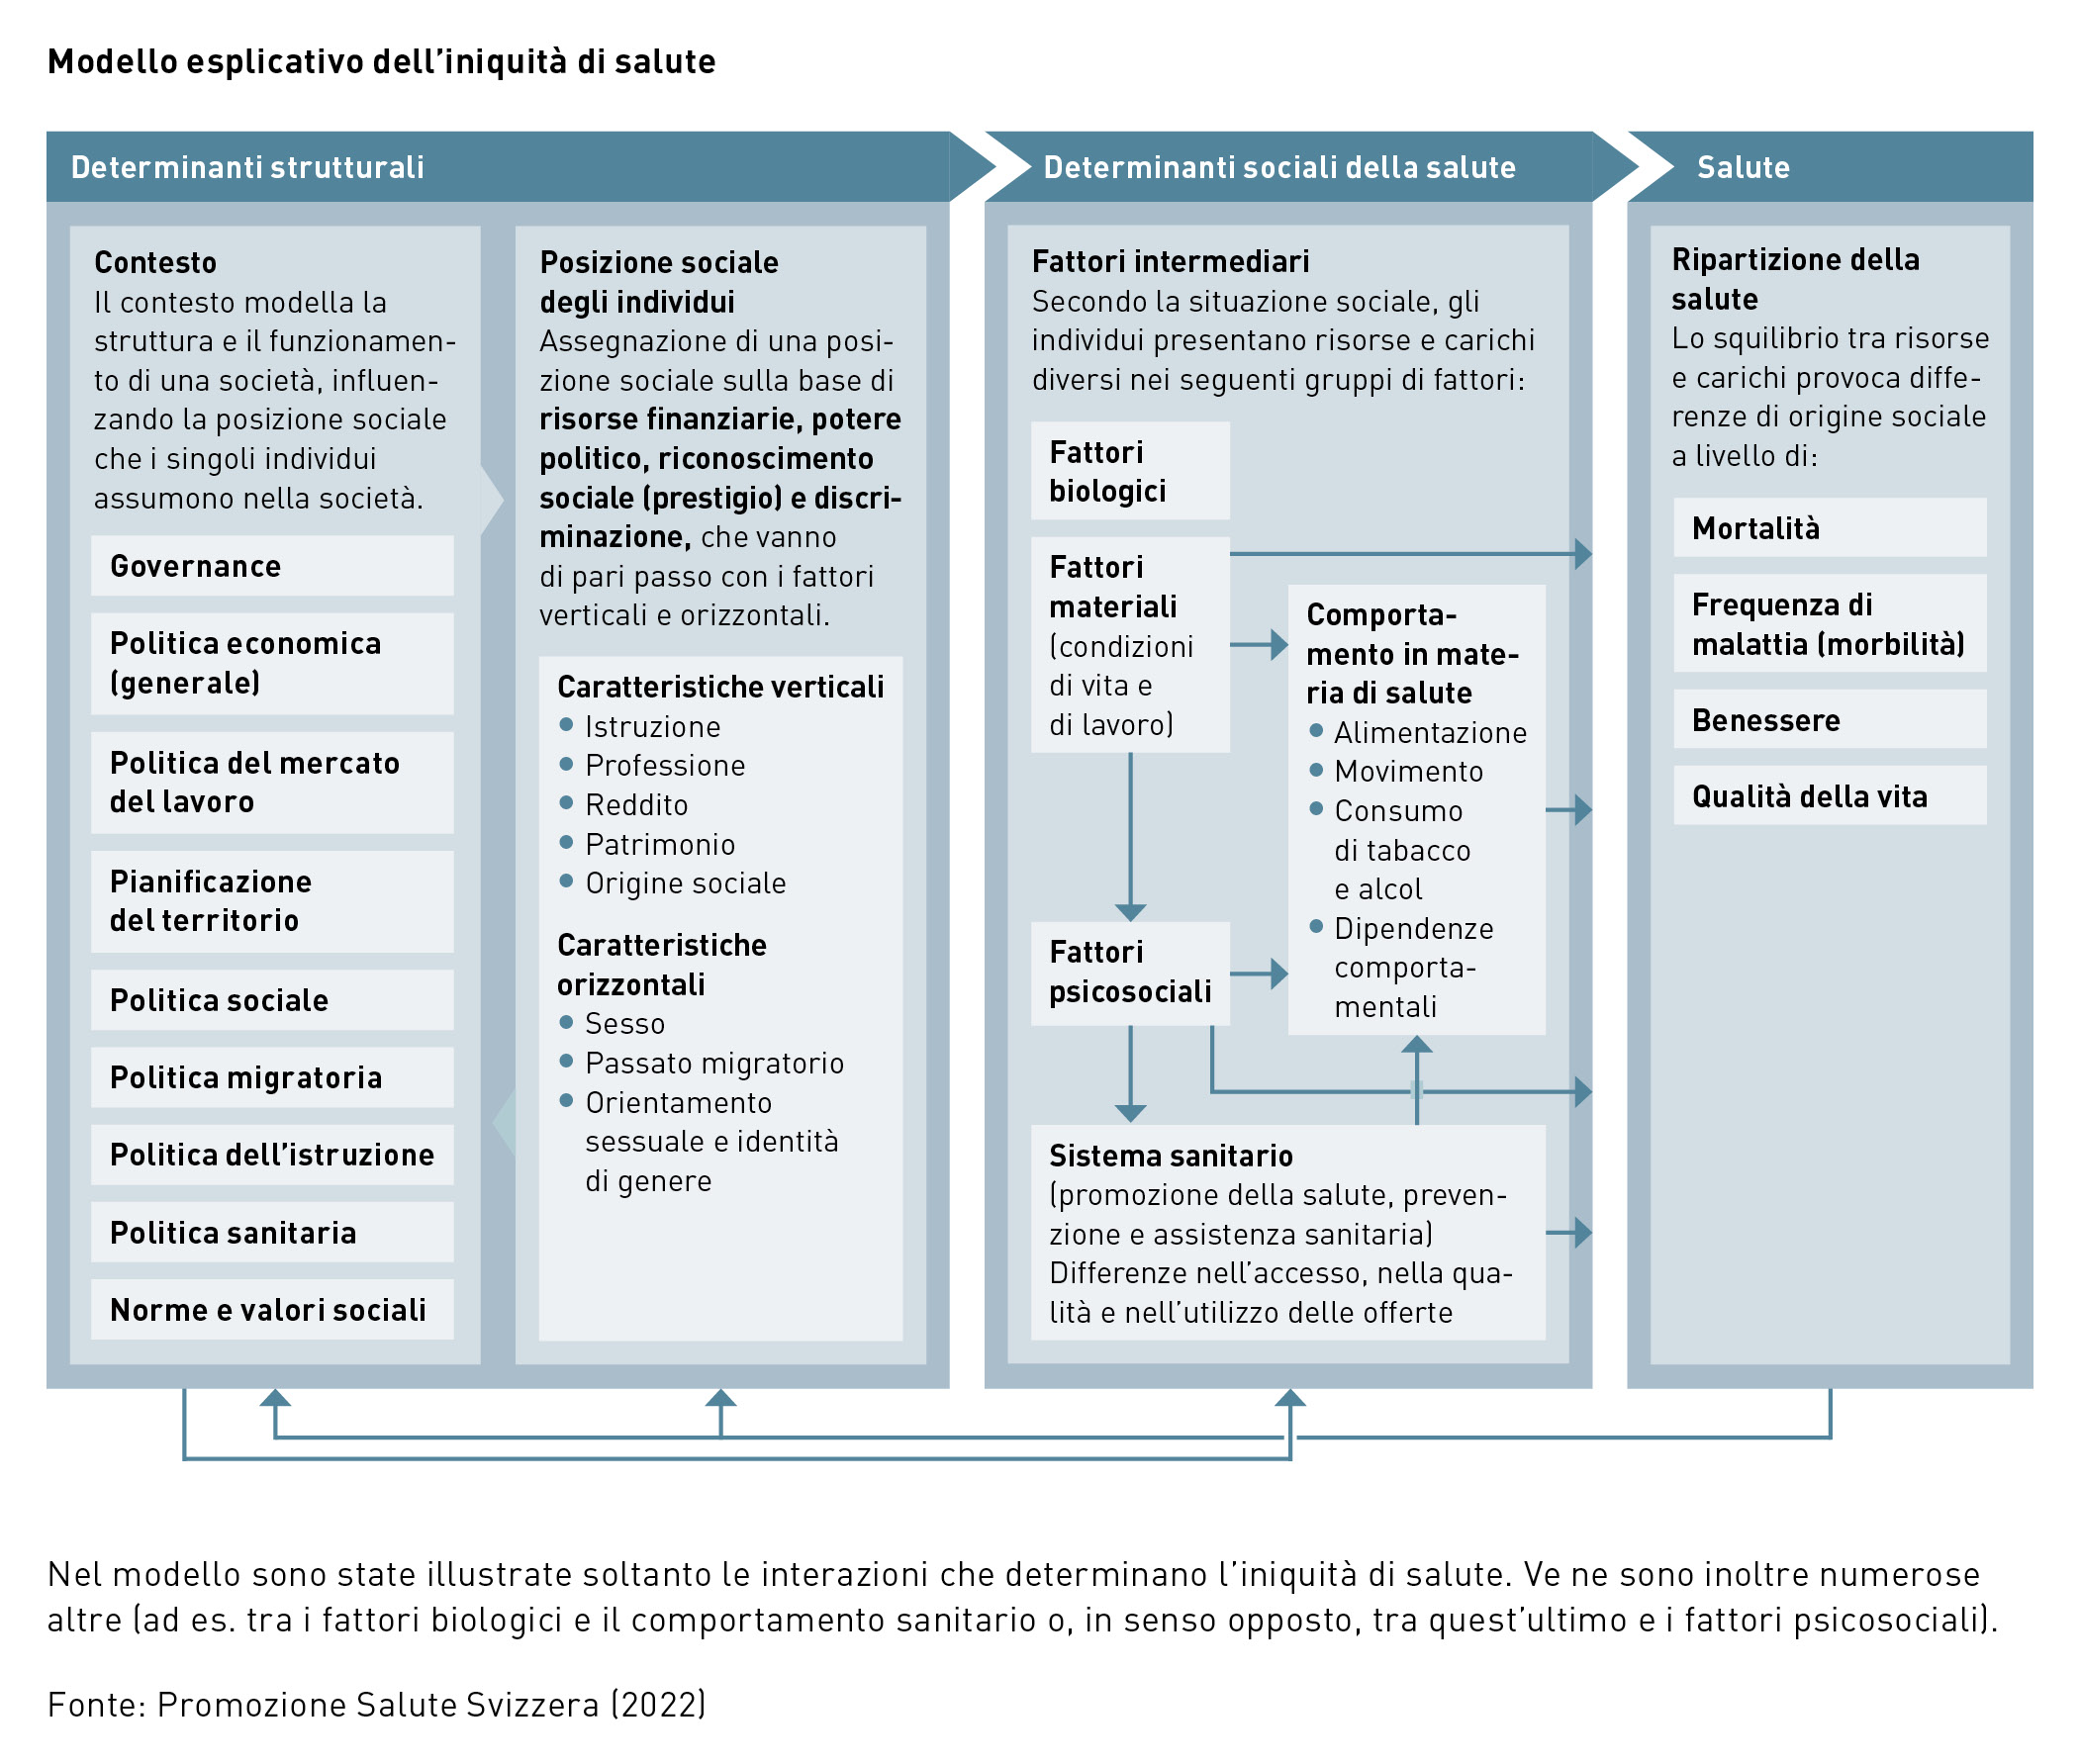 Modello esplicativo dell’iniquità di salute
Determinanti strutturali
Contesto
Il contesto modella la
struttura e il funzionamen-
to di una società, influen-
zando la posizione sociale
che i singoli individui
assumono nella società.
Governance
Politica economica
(generale)
Politica del mercato
del lavoro
Pianificazione
del territorio
Politica sociale
Politica migratoria
Politica dell’istruzione
Politica sanitaria
Norme e valori sociali
Posizione sociale
degli individui
Assegnazione di una posi-
zione sociale sulla base di
risorse finanziarie, potere
politico, riconoscimento
sociale (prestigio) e discri-
minazione, che vanno
di pari passo con i fattori
verticali e orizzontali.
Caratteristiche verticali
• Istruzione
• Professione
• Reddito
• Patrimonio
• Origine sociale
Caratteristiche
orizzontali
• Sesso
• Passato migratorio
• Orientamento
sessuale e identità
di genere
Determinanti sociali della salute
Fattori intermediari
Secondo la situazione sociale, gli
individui presentano risorse e carichi
diversi nei seguenti gruppi di fattori:
Fattori
biologici
Fattori
materiali
(condizioni
di vita e
di lavoro)
Fattori
psicosociali
Comporta-
mento in mate-
ria di salute
• Alimentazione
• Movimento
• Consumo
di tabacco
e alcol
• Dipendenze
comporta-
mentali
Sistema sanitario
(promozione della salute, preven-
zione e assistenza sanitaria)
Differenze nell’accesso, nella qua-
lità e nell’utilizzo delle offerte
Salute
Ripartizione della
salute
Lo squilibrio tra risorse
e carichi provoca diffe-
renze di origine sociale
a livello di:
Mortalità
Frequenza di
malattia (morbilità)
Benessere
Qualità della vita
Nel modello sono state illustrate soltanto le interazioni che determinano l’iniquità di salute. Ve ne sono inoltre numerose
altre (ad es. tra i fattori biologici e il comportamento sanitario o, in senso opposto, tra quest’ultimo e i fattori psicosociali).
Fonte: Promozione Salute Svizzera (2022)